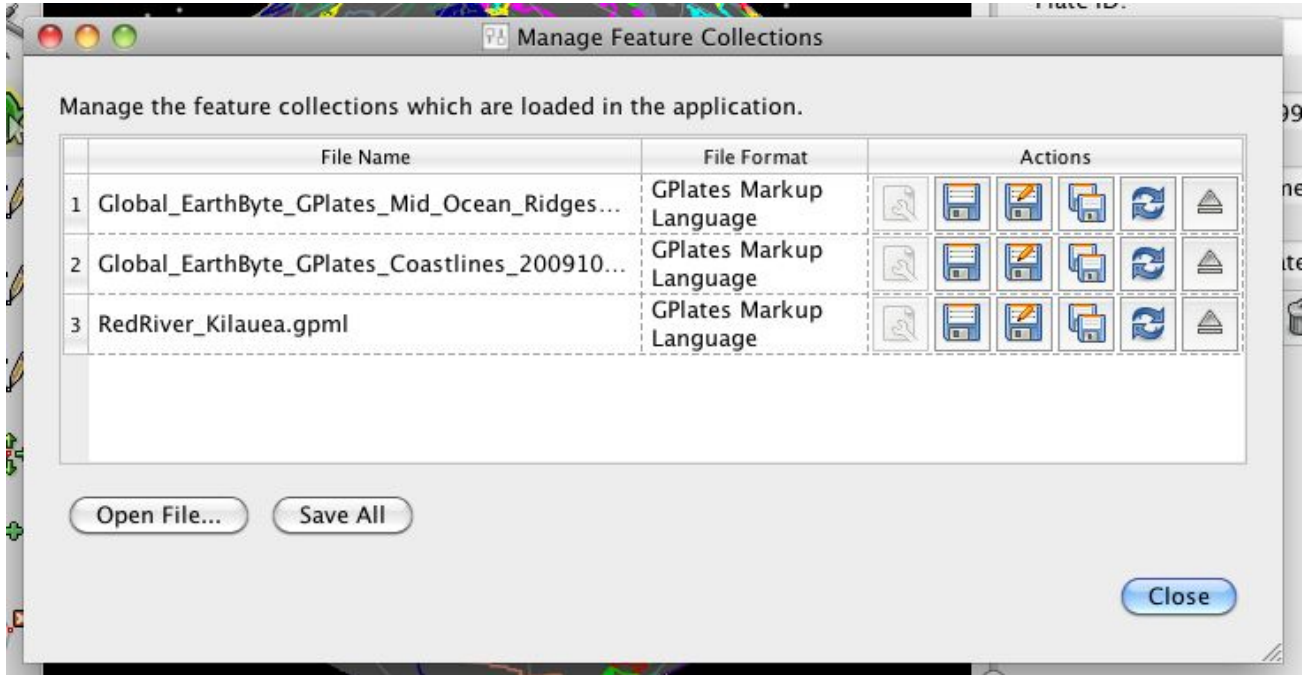 Plate ID:
Manage Feature Collections
Manage the feature collections which are loaded in the application.
File Name File Format Actions
1 Global_EarthByte_GPlates_Mid_Ocean_Ridges... GPlates Markup
Language
2 Global_EarthByte_GPlates_Coastlines_200910... GPlates Markup
Language
3 RedRiver_Kilauea.gpml GPlates Markup
Language
Open File... Save All
Close